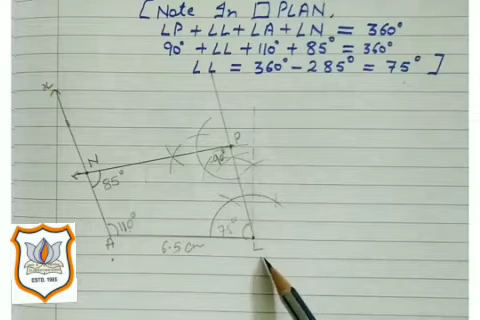 [Note In □ PLAN,
∠P + ∠L + ∠A + ∠N = 360°
90° + ∠L + 110° + 85° = 360°
∠L = 360° - 285° = 75° ]
x
N
P
90°
85°
110°
75°
A
6.5 cm
L
ESTD. 1985